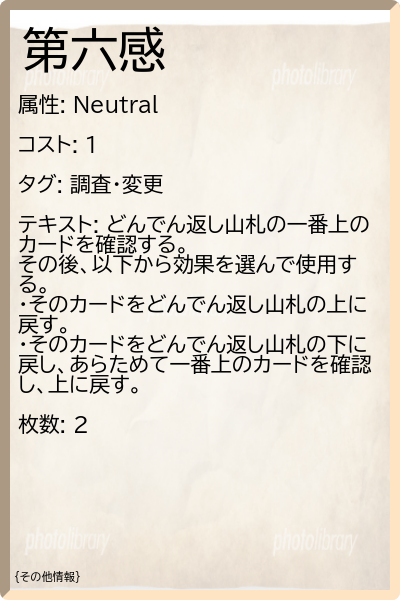 第六感
属性: Neutral
コスト: 1
タグ: 調査・変更
テキスト: どんでん返し山札の一番上の
カードを確認する。
その後、以下から効果を選んで使用す
る。
・そのカードをどんでん返し山札の上に
戻す。
・そのカードをどんでん返し山札の下に
戻し、あらためて一番上のカードを確認
し、上に戻す。
枚数: 2
photolibrary
photolibrary
photolibrary
photolibrary
{その他情報}